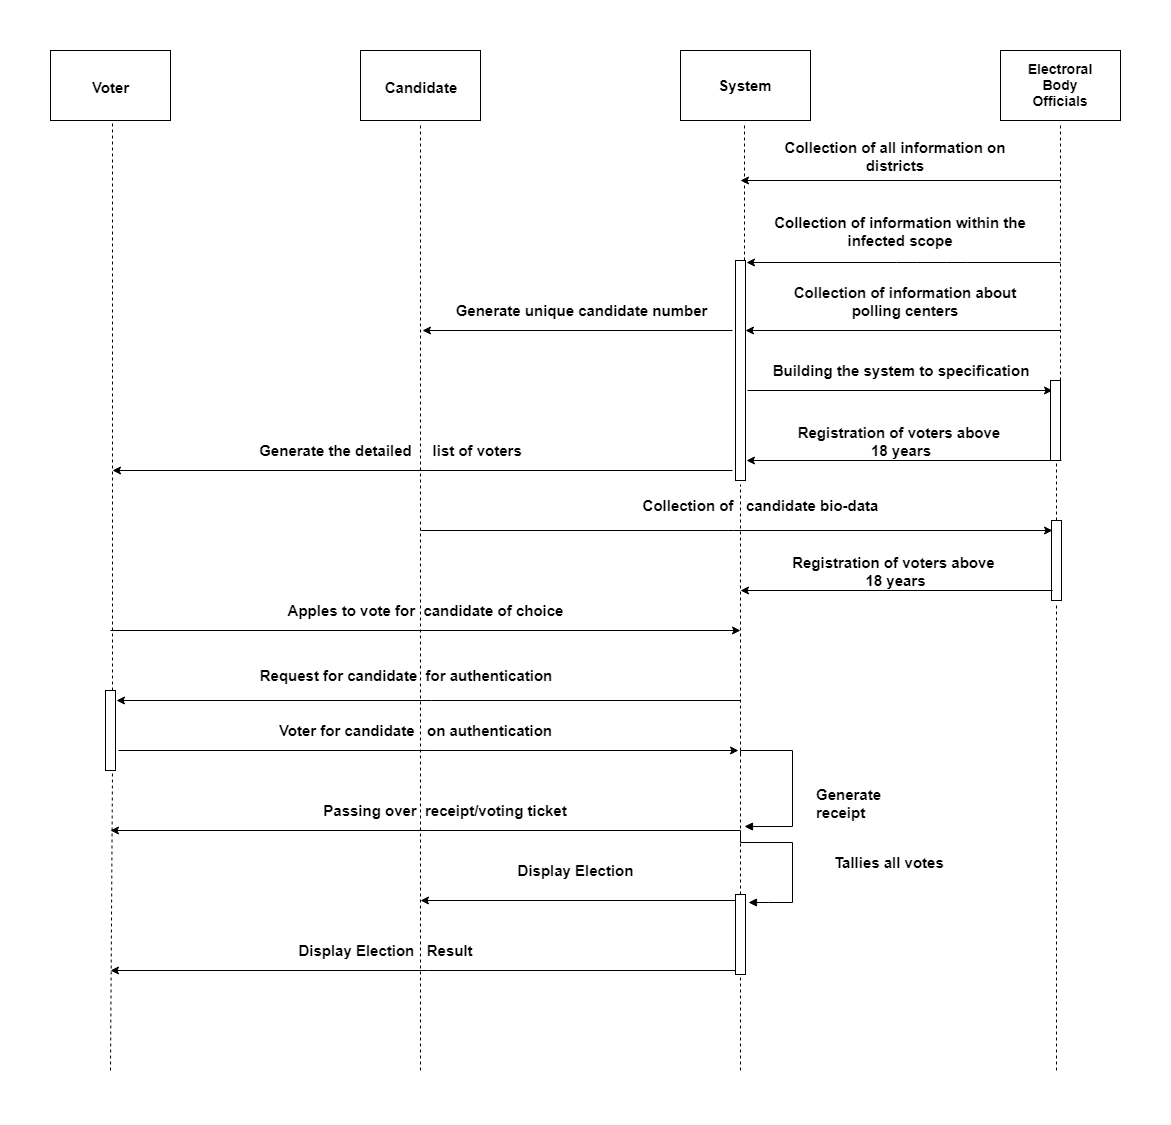 Voter
Candidate
System
Electroral
Body
Officials
Collection of all information on
districts
Collection of information within the
infected scope
Collection of information about
polling centers
Generate unique candidate number
Building the system to specification
Registration of voters above
18 years
Generate the detailed list of voters
Collection of candidate bio-data
Registration of voters above
18 years
Apples to vote for candidate of choice
Request for candidate for authentication
Voter for candidate on authentication
Generate
receipt
Passing over receipt/voting ticket
Tallies all votes
Display Election
Display Election Result